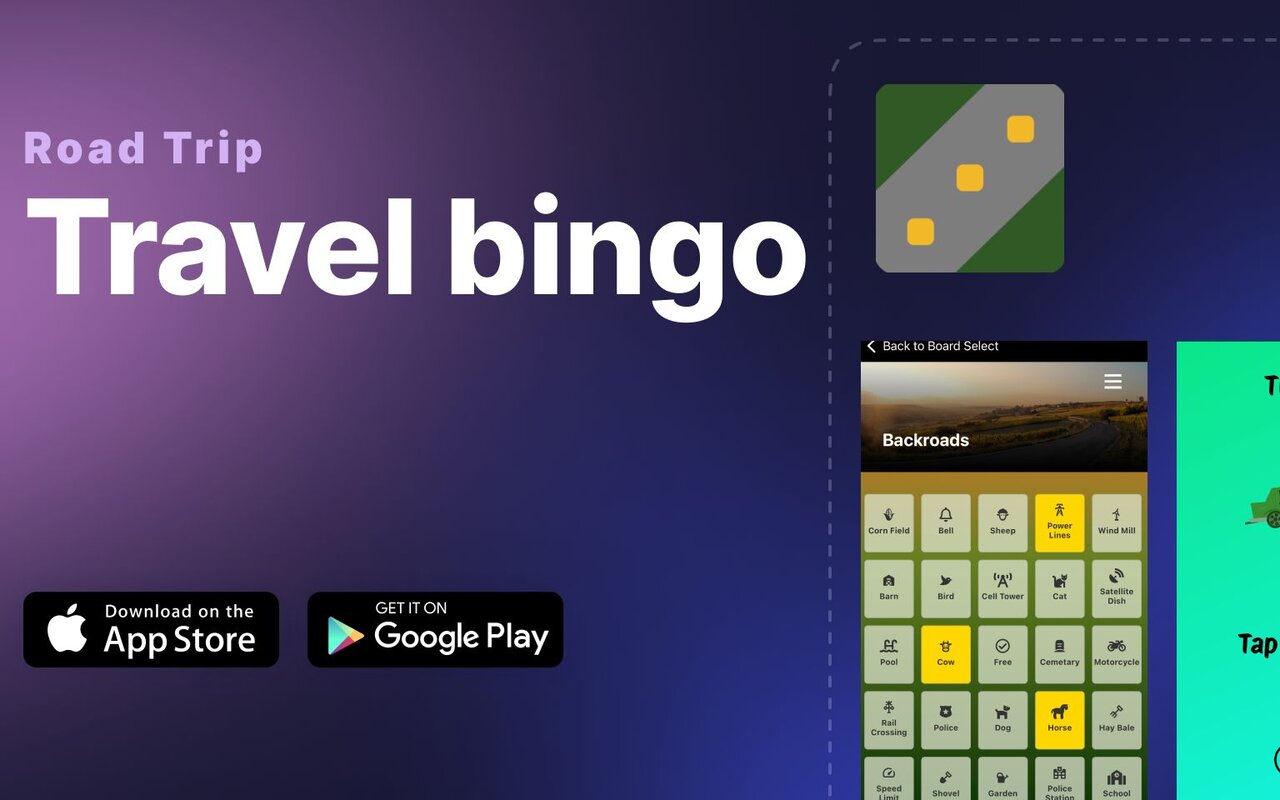 Road Trip
Travel bingo
Download on the
App Store
GET IT ON
Google Play
Back to Board Select
Backroads
Corn Field
Bell
Sheep
Power
Lines
Wind Mill
Barn
Bird
Cell Tower
Cat
Satellite
Dish
Pool
Cow
Free
Cemetary
Motorcycle
Rail
Crossing
Police
Dog
Horse
Hay Bale
Speed
Limit
Shovel
Garden
Police
Station
School
Tap